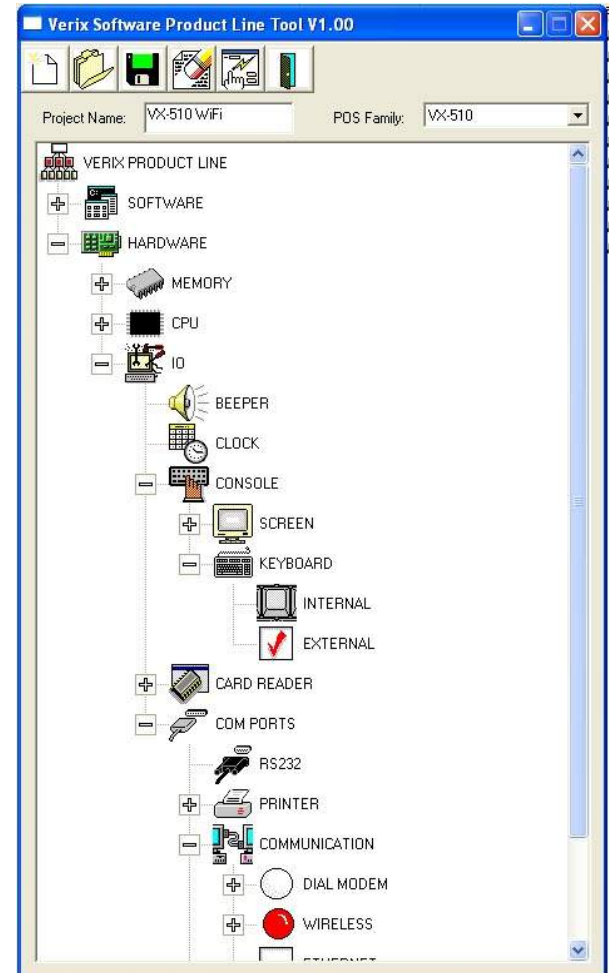 Verix Software Product Line Tool V1.00
Project Name: VX-510 WiFi POS Family: VX-510
VERIX PRODUCT LINE
SOFTWARE
HARDWARE
MEMORY
CPU
IO
BEEPER
CLOCK
CONSOLE
SCREEN
KEYBOARD
INTERNAL
EXTERNAL
CARD READER
COM PORTS
RS232
PRINTER
COMMUNICATION
DIAL MODEM
WIRELESS
ETHERNET